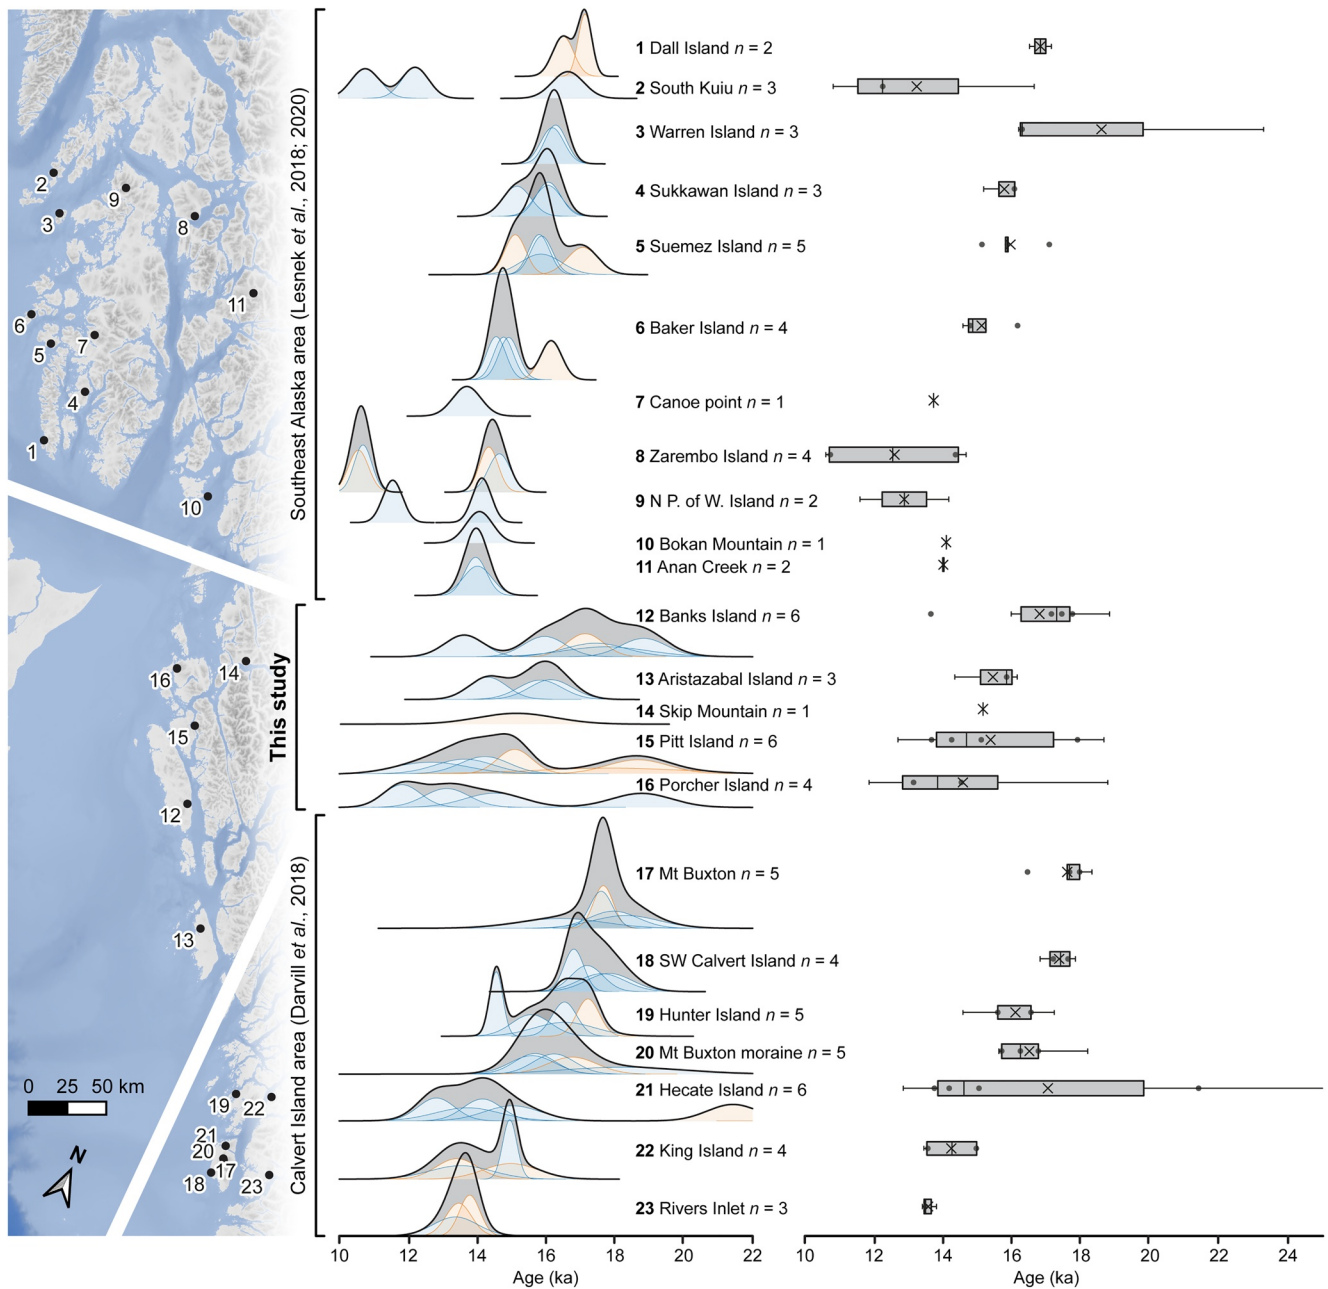 1 Dall Island n = 2
2 South Kuiu n = 3
3 Warren Island n = 3
4 Sukkawan Island n = 3
5 Suemez Island n = 5
6 Baker Island n = 4
7 Canoe point n = 1
8 Zarembo Island n = 4
9 N P. of W. Island n = 2
10 Bokan Mountain n = 1
11 Anan Creek n = 2
12 Banks Island n = 6
13 Aristazabal Island n = 3
14 Skip Mountain n = 1
15 Pitt Island n = 6
16 Porcher Island n = 4
17 Mt Buxton n = 5
18 SW Calvert Island n = 4
19 Hunter Island n = 5
20 Mt Buxton moraine n = 5
21 Hecate Island n = 6
22 King Island n = 4
23 Rivers Inlet n = 3
Southeast Alaska area (Lesnek et al., 2018; 2020)
This study
Calvert Island area (Darvill et al., 2018)
2
9
3
8
11
6
5
7
4
1
10
16
14
15
12
13
0 25 50 km
19
22
21
20
17
18
23
N
10 12 14 16 18 20 22
Age (ka)
10 12 14 16 18 20 22 24
Age (ka)